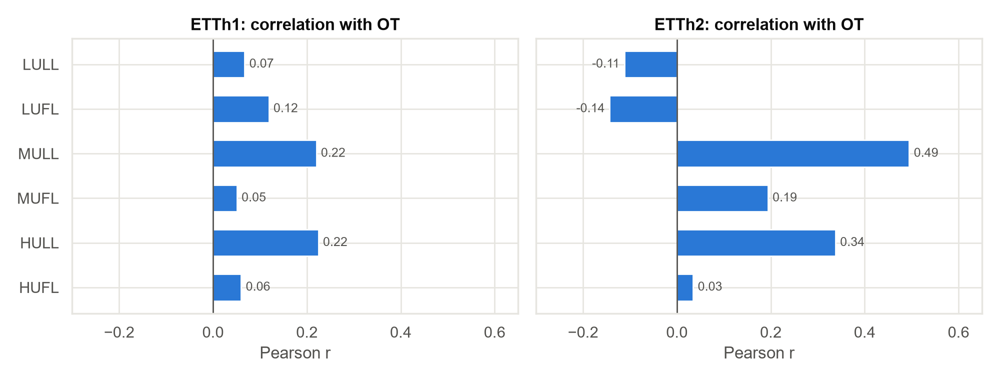 ETTh1: correlation with OT
LULL
0.07
LUFL
0.12
MULL
0.22
MUFL
0.05
HULL
0.22
HUFL
0.06
−0.2 0.0 0.2 0.4 0.6
Pearson r
ETTh2: correlation with OT
-0.11
-0.14
0.49
0.19
0.34
0.03
−0.2 0.0 0.2 0.4 0.6
Pearson r